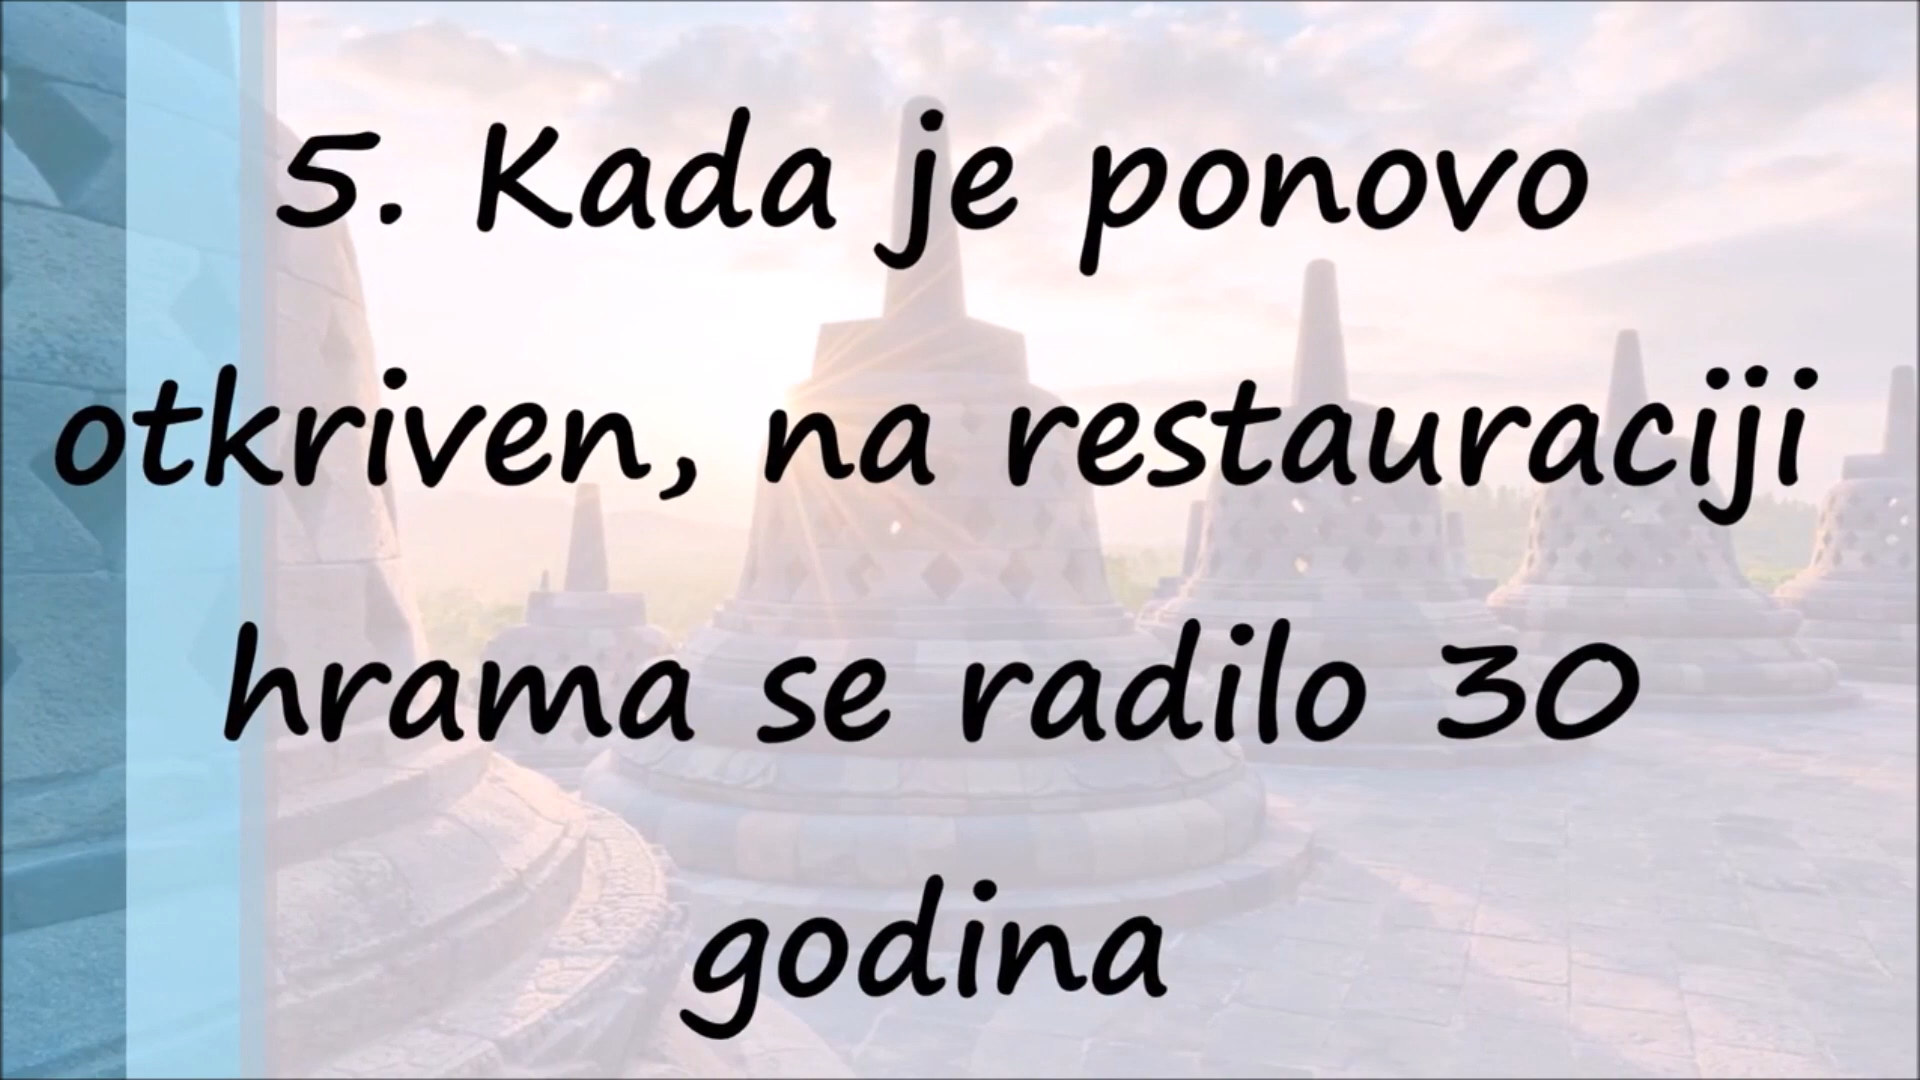 5. Kada je ponovo
otkriven, na restauraciji
hrama se radilo 30
godina